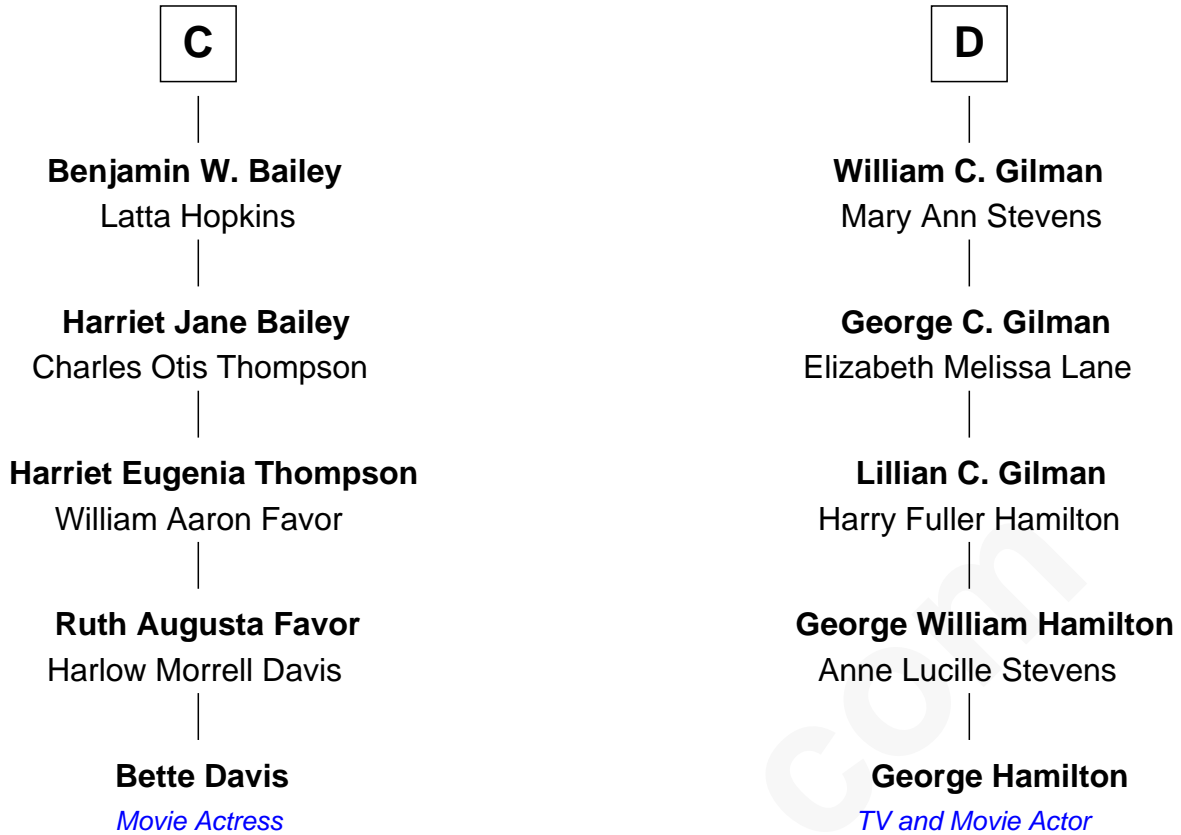 C
Benjamin W. Bailey
Latta Hopkins
Harriet Jane Bailey
Charles Otis Thompson
Harriet Eugenia Thompson
William Aaron Favor
Ruth Augusta Favor
Harlow Morrell Davis
Bette Davis
Movie Actress
D
William C. Gilman
Mary Ann Stevens
George C. Gilman
Elizabeth Melissa Lane
Lillian C. Gilman
Harry Fuller Hamilton
George William Hamilton
Anne Lucille Stevens
George Hamilton
TV and Movie Actor
com